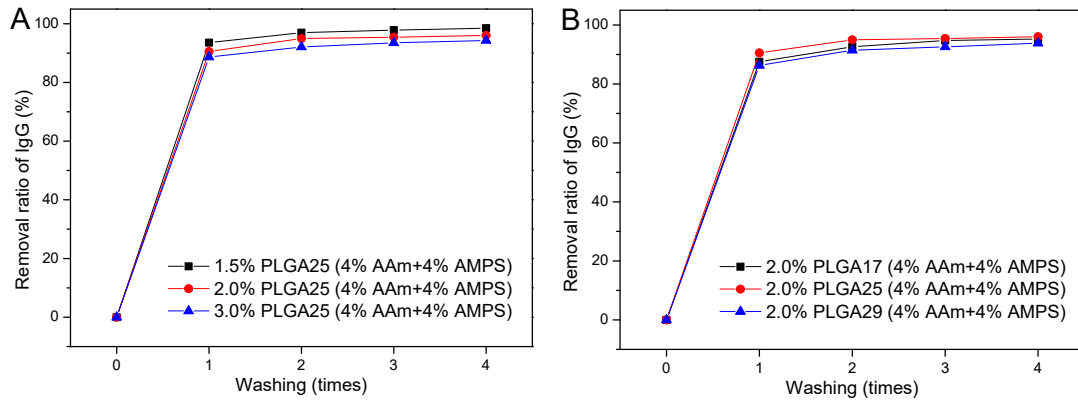 A
Removal ratio of IgG (%)
100
80
60
40
20
0
1.5% PLGA25 (4% AAm+4% AMPS)
2.0% PLGA25 (4% AAm+4% AMPS)
3.0% PLGA25 (4% AAm+4% AMPS)
0 1 2 3 4
Washing (times)
B
Removal ratio of IgG (%)
100
80
60
40
20
0
2.0% PLGA17 (4% AAm+4% AMPS)
2.0% PLGA25 (4% AAm+4% AMPS)
2.0% PLGA29 (4% AAm+4% AMPS)
0 1 2 3 4
Washing (times)